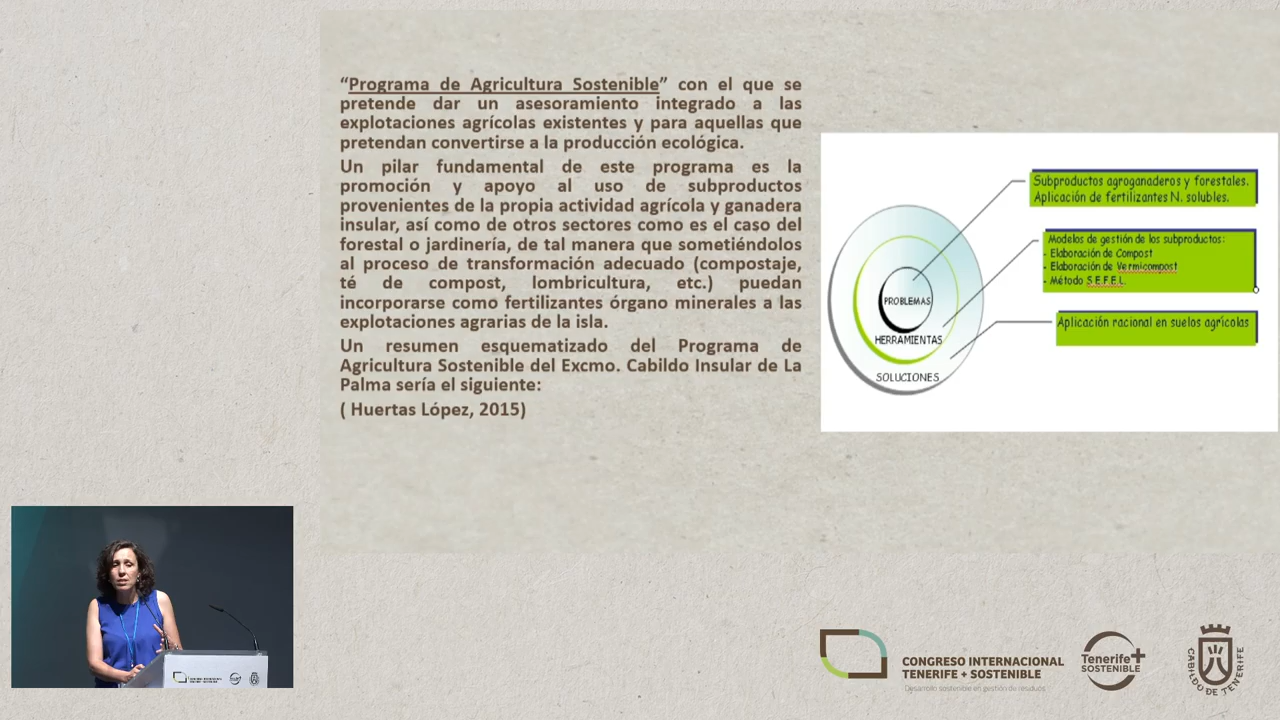 “Programa de Agricultura Sostenible” con el que se
pretende dar un asesoramiento integrado a las
explotaciones agrícolas existentes y para aquellas que
pretendan convertirse a la producción ecológica.
Un pilar fundamental de este programa es la
promoción y apoyo al uso de subproductos
provenientes de la propia actividad agrícola y ganadera
insular, así como de otros sectores como es el caso del
forestal o jardinería, de tal manera que sometiéndolos
al proceso de transformación adecuado (compostaje,
té de compost, lombricultura, etc.) puedan
incorporarse como fertilizantes órgano minerales a las
explotaciones agrarias de la isla.
Un resumen esquematizado del Programa de
Agricultura Sostenible del Excmo. Cabildo Insular de La
Palma sería el siguiente:
( Huertas López, 2015)
Subproductos agroganaderos y forestales.
Aplicación de fertilizantes N. solubles.
Modelos de gestión de los subproductos:
- Elaboración de Compost
- Elaboración de Vermicompost
- Método S.E.F.E.L.
Aplicación racional en suelos agrícolas
PROBLEMAS
HERRAMIENTAS
SOLUCIONES
CONGRESO INTERNACIONAL
TENERIFE + SOSTENIBLE
Desarrollo sostenible en gestión de residuos
Tenerife+
SOSTENIBLE
CABILDO DE TENERIFE